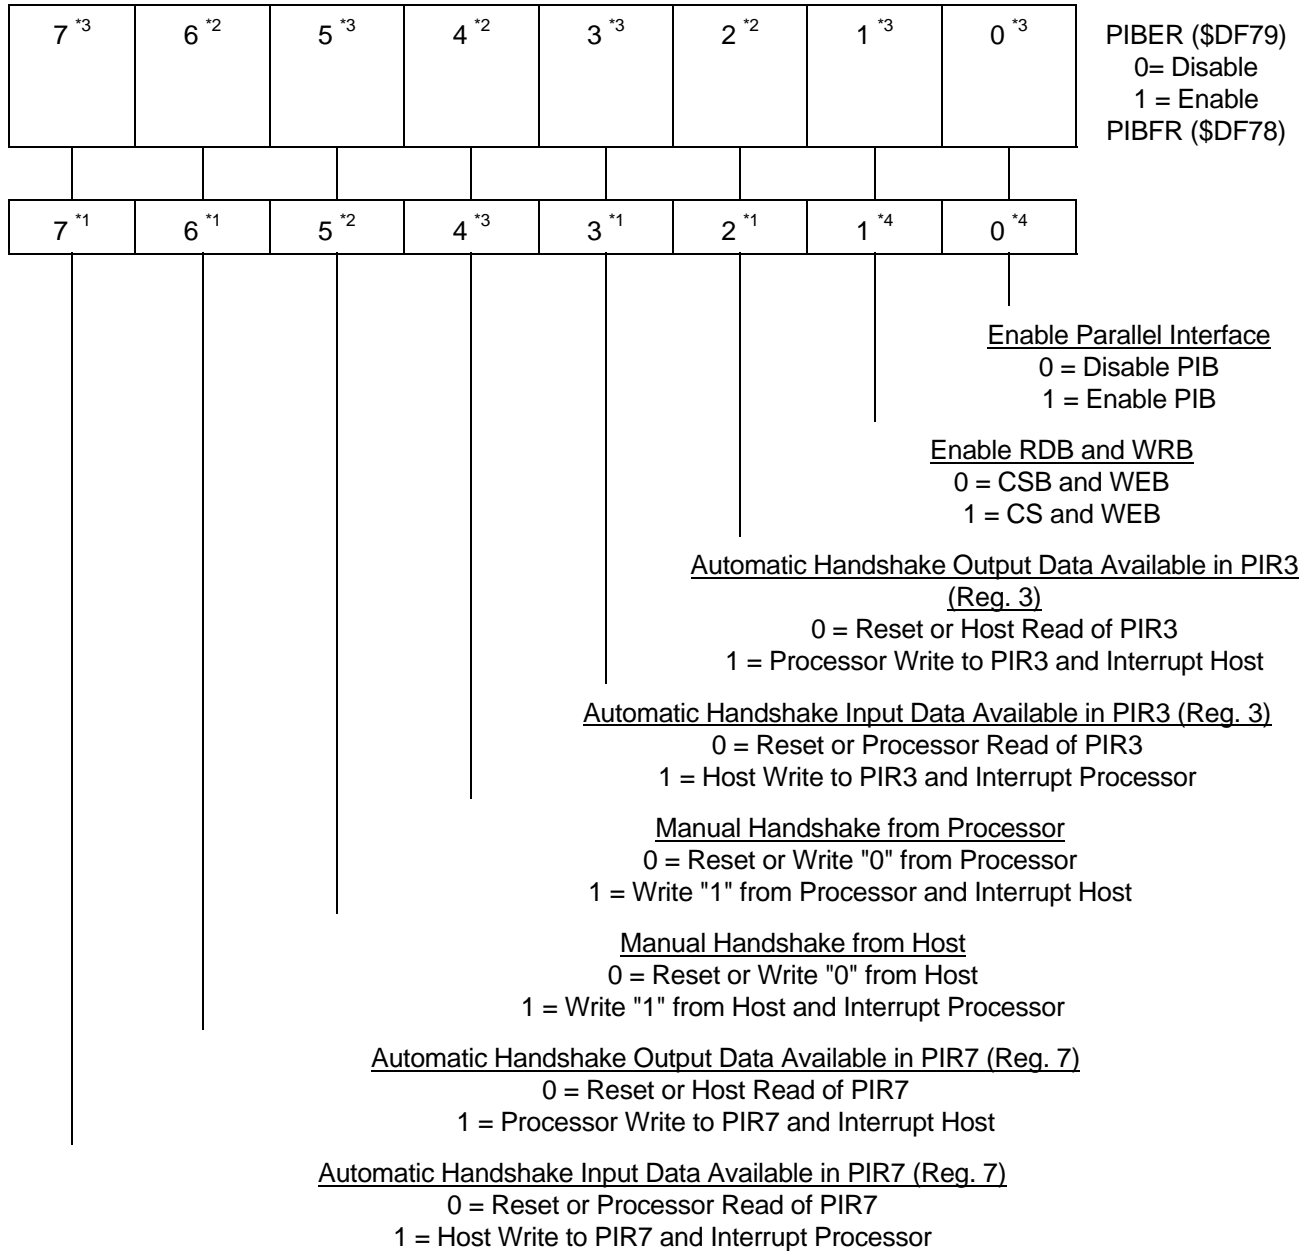 7 *3 6 *2 5 *3 4 *2 3 *3 2 *2 1 *3 0 *3
PIBER ($DF79)
0= Disable
1 = Enable
PIBFR ($DF78)
7 *1 6 *1 5 *2 4 *3 3 *1 2 *1 1 *4 0 *4
Enable Parallel Interface
0 = Disable PIB
1 = Enable PIB
Enable RDB and WRB
0 = CSB and WEB
1 = CS and WEB
Automatic Handshake Output Data Available in PIR3
(Reg. 3)
0 = Reset or Host Read of PIR3
1 = Processor Write to PIR3 and Interrupt Host
Automatic Handshake Input Data Available in PIR3 (Reg. 3)
0 = Reset or Processor Read of PIR3
1 = Host Write to PIR3 and Interrupt Processor
Manual Handshake from Processor
0 = Reset or Write "0" from Processor
1 = Write "1" from Processor and Interrupt Host
Manual Handshake from Host
0 = Reset or Write "0" from Host
1 = Write "1" from Host and Interrupt Processor
Automatic Handshake Output Data Available in PIR7 (Reg. 7)
0 = Reset or Host Read of PIR7
1 = Processor Write to PIR7 and Interrupt Host
Automatic Handshake Input Data Available in PIR7 (Reg. 7)
0 = Reset or Processor Read of PIR7
1 = Host Write to PIR7 and Interrupt Processor